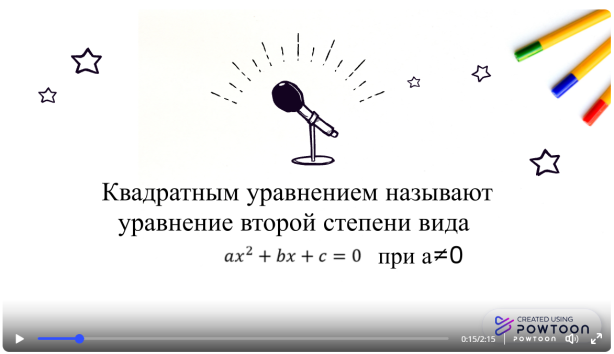 Квадратным уравнением называют
уравнение второй степени вида
ax² + bx + c = 0 при a≠0
CREATED USING
POWTOON
0:15/2:15 POWTOON